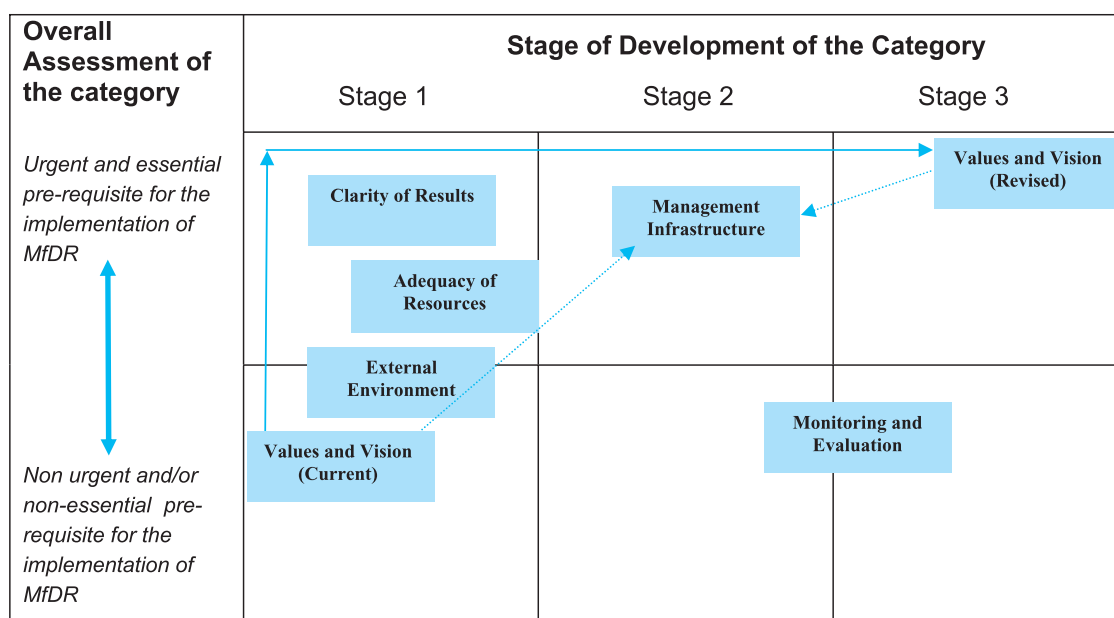 Overall
Assessment of
the category
Stage of Development of the Category
Stage 1
Stage 2
Stage 3
Urgent and essential
pre-requisite for the
implementation of
MfDR
Non urgent and/or
non-essential pre-
requisite for the
implementation of
MfDR
Clarity of Results
Adequacy of
Resources
External
Environment
Values and Vision
(Current)
Management
Infrastructure
Values and Vision
(Revised)
Monitoring and
Evaluation